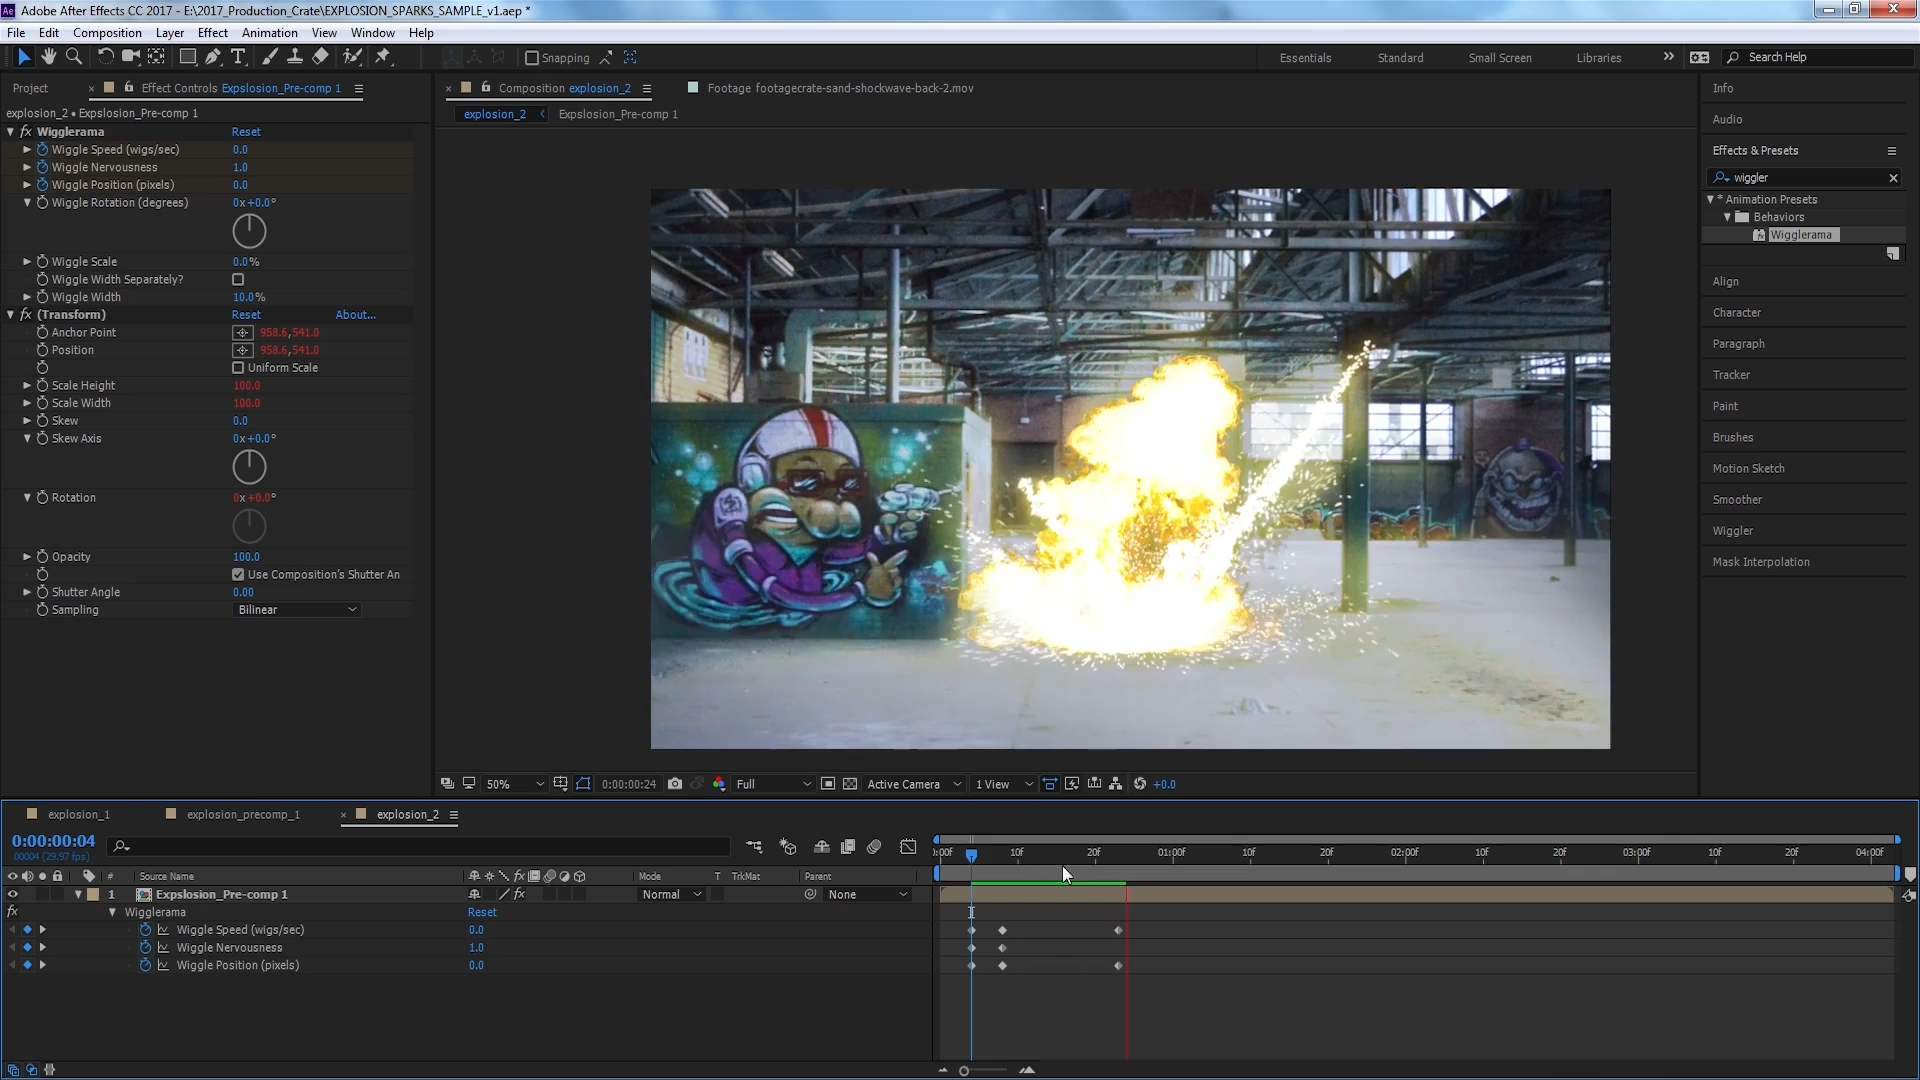 Ae Adobe After Effects CC 2017 - E:\2017_Production_Crate\EXPLOSION_SPARKS_SAMPLE_v1.aep *
File Edit Composition Layer Effect Animation View Window Help
Snapping Essentials Standard Small Screen Libraries Search Help
Project Effect Controls Expslosion_Pre-comp 1
explosion_2 • Expslosion_Pre-comp 1
fx Wigglerama Reset
Wiggle Speed (wigs/sec) 0.0
Wiggle Nervousness 1.0
Wiggle Position (pixels) 0.0
Wiggle Rotation (degrees) 0x+0.0°
Wiggle Scale 0.0%
Wiggle Width Separately?
Wiggle Width 10.0%
fx (Transform) Reset About...
Anchor Point 958.6,541.0
Position 958.6,541.0
Uniform Scale
Scale Height 100.0
Scale Width 100.0
Skew 0.0
Skew Axis 0x+0.0°
Rotation 0x+0.0°
Opacity 100.0
Use Composition's Shutter An
Shutter Angle 0.00
Sampling Bilinear
Composition explosion_2 Footage footagecrate-sand-shockwave-back-2.mov
explosion_2 Expslosion_Pre-comp 1
50% 0:00:00:24 Full Active Camera 1 View +0.0
Info
Audio
Effects & Presets
wiggler
* Animation Presets
Behaviors
Wigglerama
Align
Character
Paragraph
Tracker
Paint
Brushes
Motion Sketch
Smoother
Wiggler
Mask Interpolation
explosion_1 explosion_precomp_1 explosion_2
0:00:00:04
00004 (29.97 fps)
:00f 10f 20f 01:00f 10f 20f 02:00f 10f 20f 03:00f 10f 20f 04:00f
# Source Name fx Mode T TrkMat Parent
1 Expslosion_Pre-comp 1 fx Normal None
fx Wigglerama Reset
Wiggle Speed (wigs/sec) 0.0
Wiggle Nervousness 1.0
Wiggle Position (pixels) 0.0